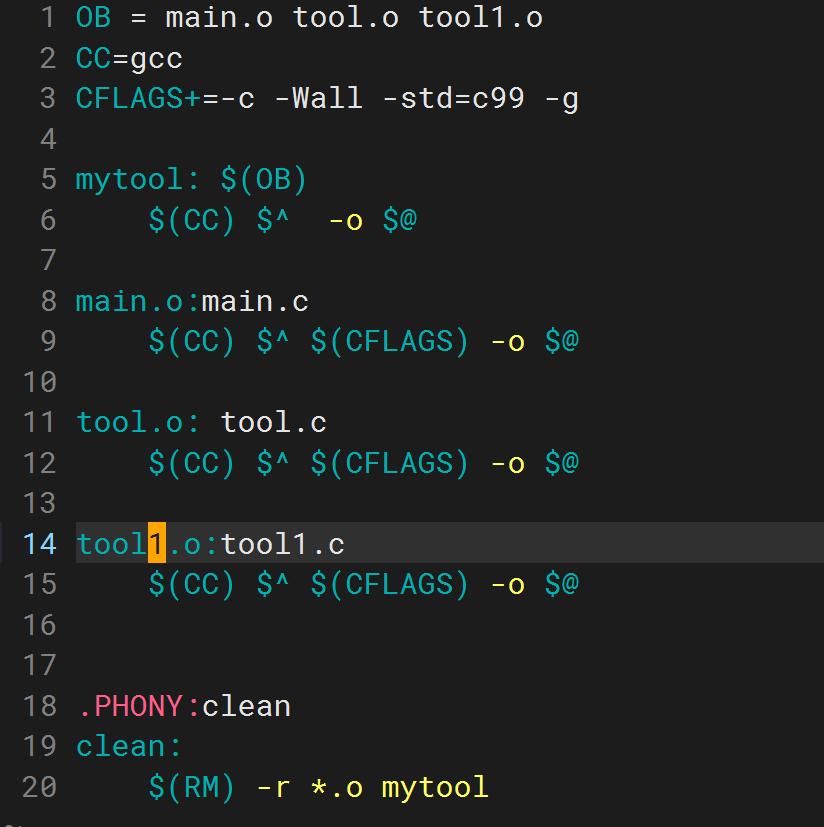 1 OB = main.o tool.o tool1.o
2 CC=gcc
3 CFLAGS+=-c -Wall -std=c99 -g
4
5 mytool: $(OB)
6     $(CC) $^  -o $@
7
8 main.o:main.c
9     $(CC) $^ $(CFLAGS) -o $@
10
11 tool.o: tool.c
12     $(CC) $^ $(CFLAGS) -o $@
13
14 tool1.o:tool1.c
15     $(CC) $^ $(CFLAGS) -o $@
16
17
18 .PHONY:clean
19 clean:
20     $(RM) -r *.o mytool